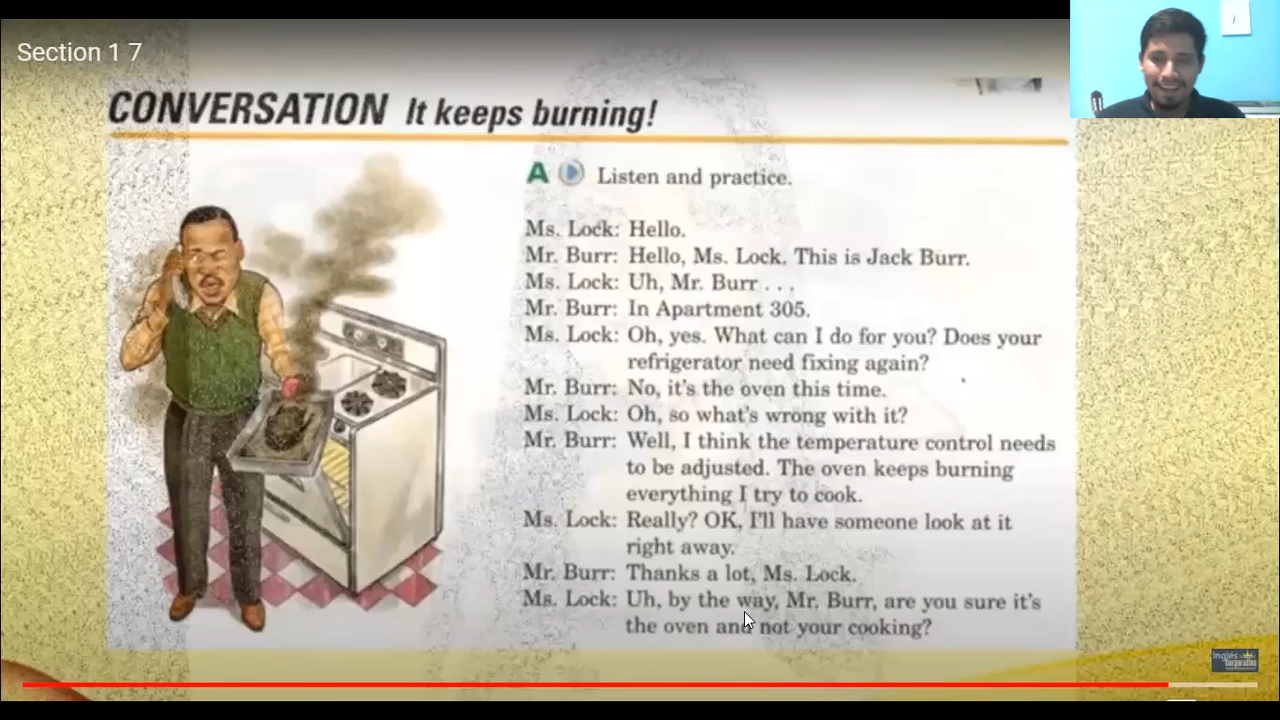 Section 1 7
CONVERSATION It keeps burning!
A Listen and practice.
Ms. Lock: Hello.
Mr. Burr: Hello, Ms. Lock. This is Jack Burr.
Ms. Lock: Uh, Mr. Burr . . .
Mr. Burr: In Apartment 305.
Ms. Lock: Oh, yes. What can I do for you? Does your
refrigerator need fixing again?
Mr. Burr: No, it's the oven this time.
Ms. Lock: Oh, so what's wrong with it?
Mr. Burr: Well, I think the temperature control needs
to be adjusted. The oven keeps burning
everything I try to cook.
Ms. Lock: Really? OK, I'll have someone look at it
right away.
Mr. Burr: Thanks a lot, Ms. Lock.
Ms. Lock: Uh, by the way, Mr. Burr, are you sure it's
the oven and not your cooking?
Inglés
Corporativo